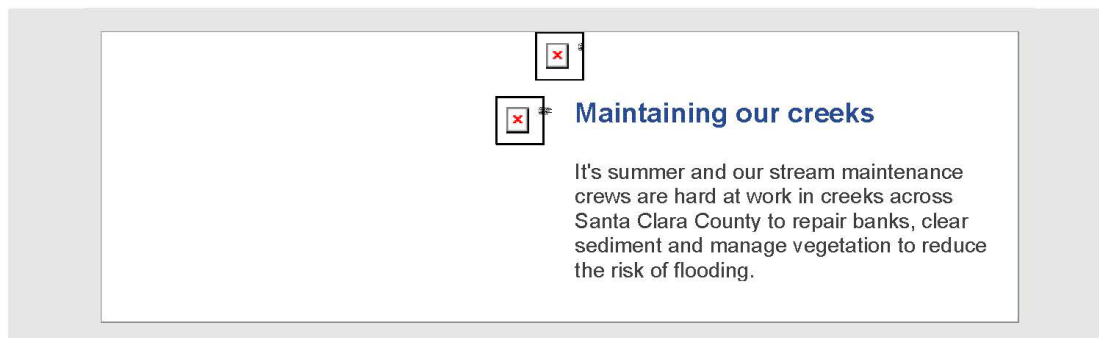 Maintaining our creeks
It's summer and our stream maintenance
crews are hard at work in creeks across
Santa Clara County to repair banks, clear
sediment and manage vegetation to reduce
the risk of flooding.